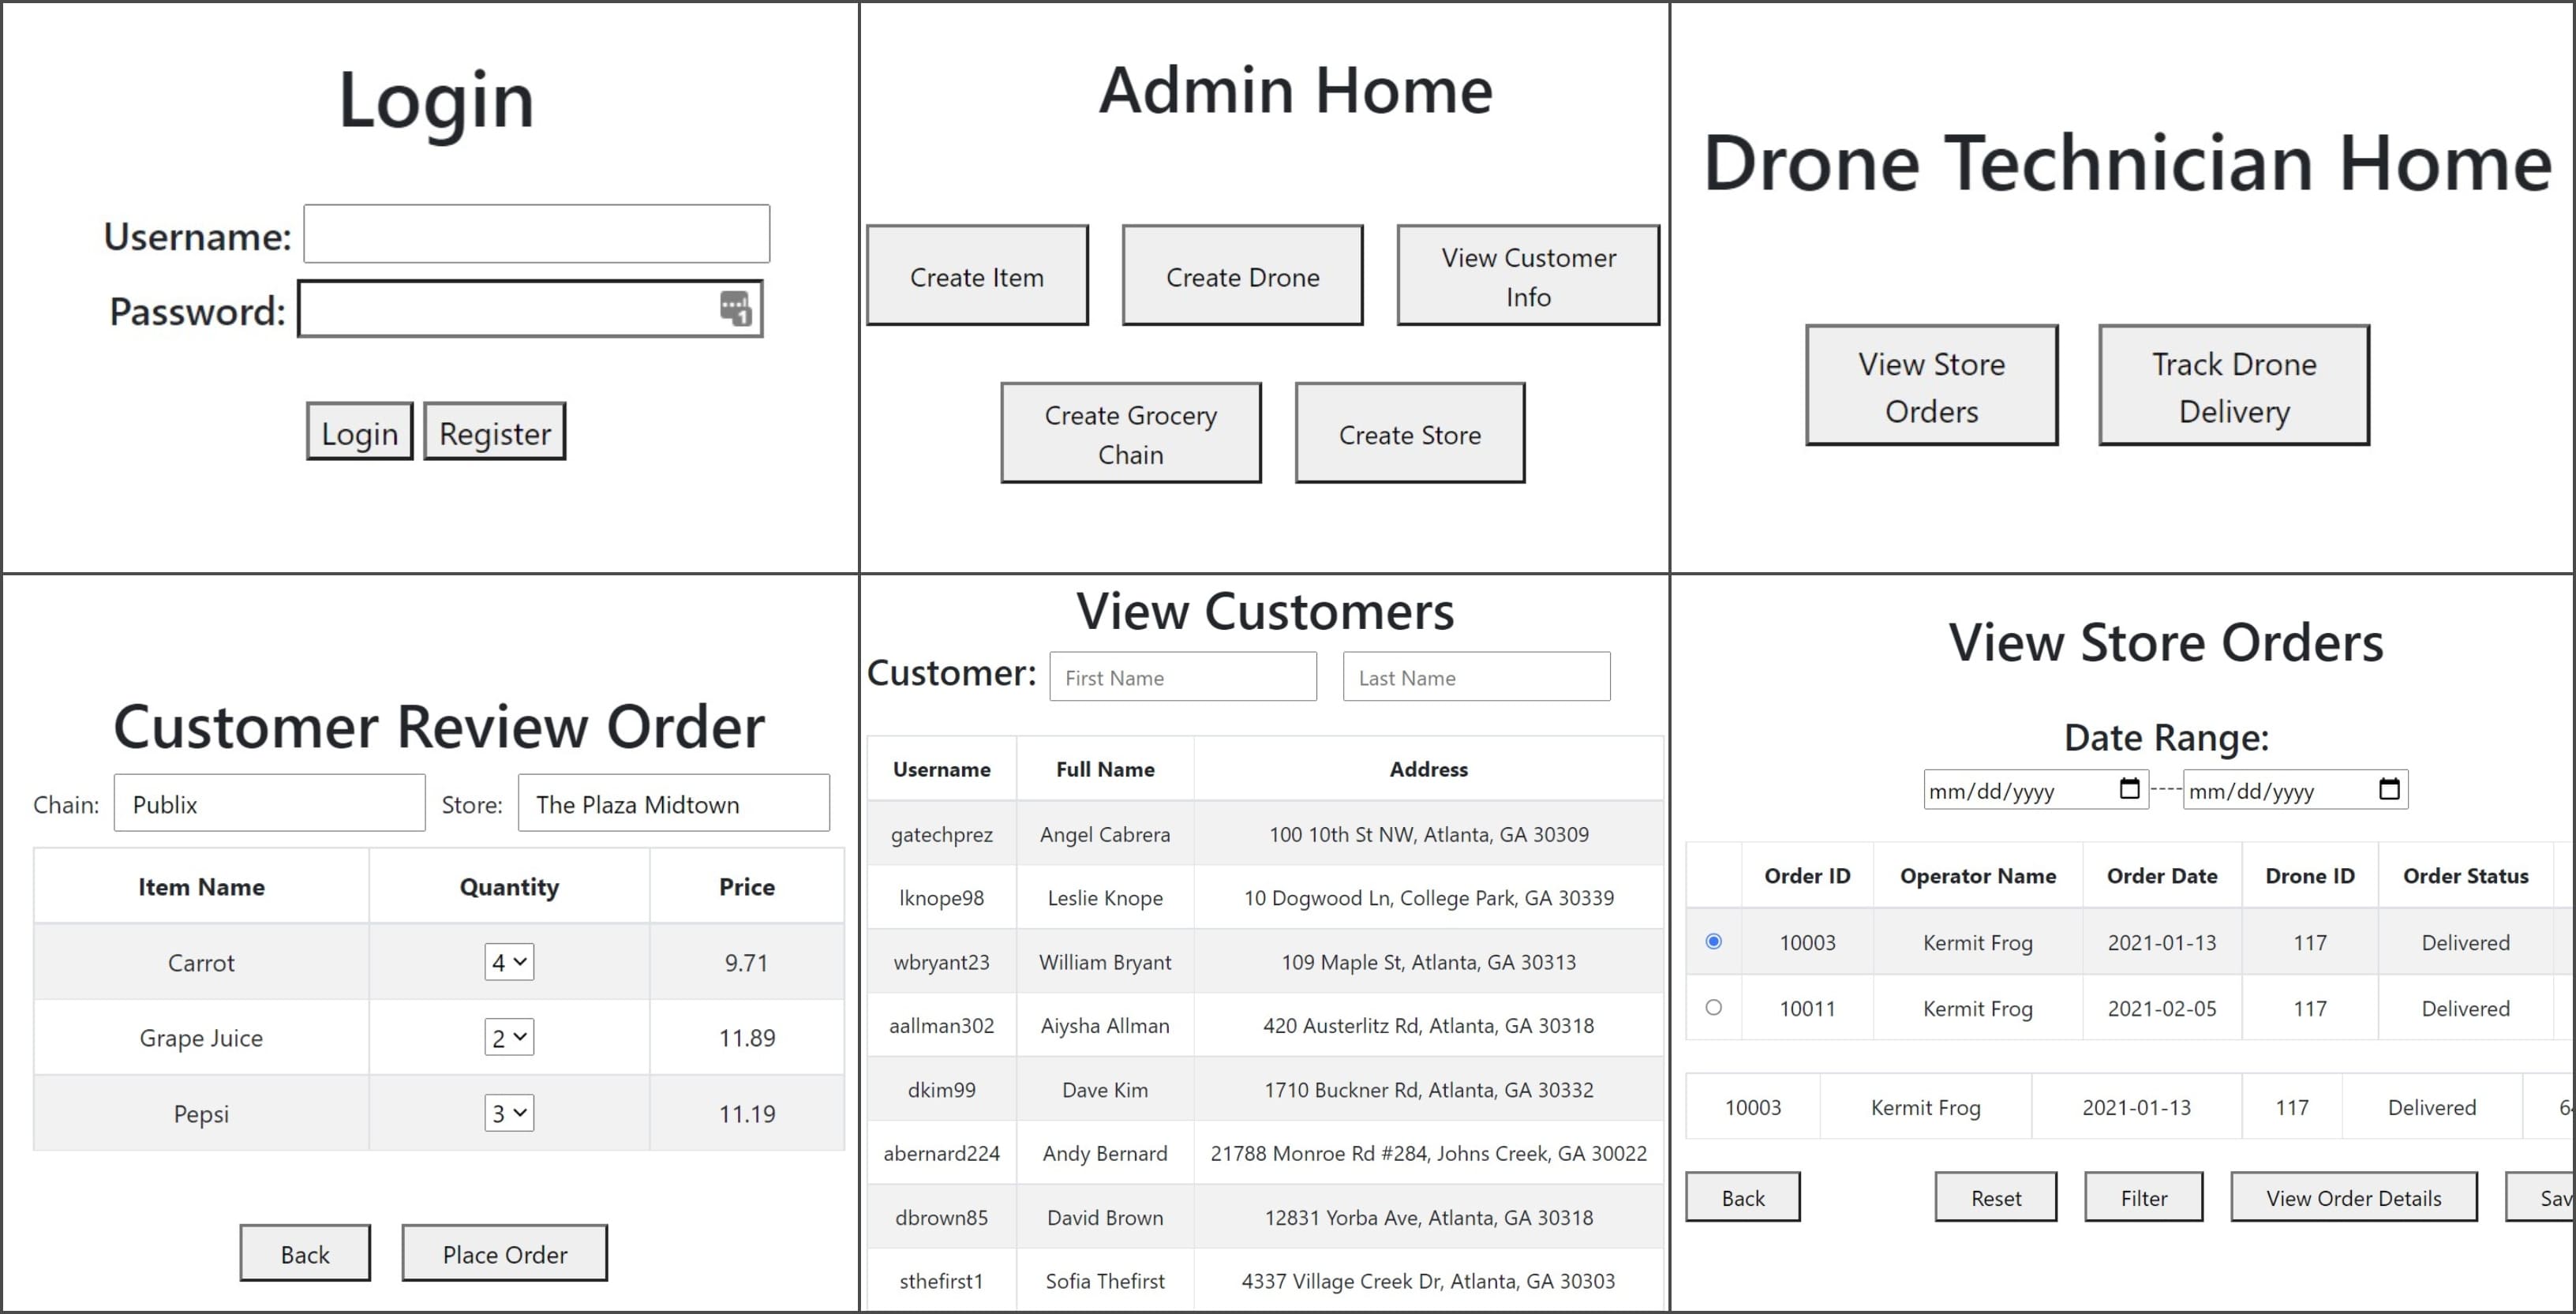 Login
Username:
Password:
Login Register
Admin Home
Create Item Create Drone View Customer
Info
Create Grocery
Chain
Create Store
Drone Technician Home
View Store
Orders
Track Drone
Delivery
Customer Review Order
Chain: Publix Store: The Plaza Midtown
Item Name Quantity Price
Carrot 4 9.71
Grape Juice 2 11.89
Pepsi 3 11.19
Back Place Order
View Customers
Customer: First Name Last Name
Username Full Name Address
gatechprez Angel Cabrera 100 10th St NW, Atlanta, GA 30309
lknope98 Leslie Knope 10 Dogwood Ln, College Park, GA 30339
wbryant23 William Bryant 109 Maple St, Atlanta, GA 30313
aallman302 Aiysha Allman 420 Austerlitz Rd, Atlanta, GA 30318
dkim99 Dave Kim 1710 Buckner Rd, Atlanta, GA 30332
abernard224 Andy Bernard 21788 Monroe Rd #284, Johns Creek, GA 30022
dbrown85 David Brown 12831 Yorba Ave, Atlanta, GA 30318
sthefirst1 Sofia Thefirst 4337 Village Creek Dr, Atlanta, GA 30303
View Store Orders
Date Range:
mm/dd/yyyy ---- mm/dd/yyyy
Order ID Operator Name Order Date Drone ID Order Status
10003 Kermit Frog 2021-01-13 117 Delivered
10011 Kermit Frog 2021-02-05 117 Delivered
10003 Kermit Frog 2021-01-13 117 Delivered
Back Reset Filter View Order Details